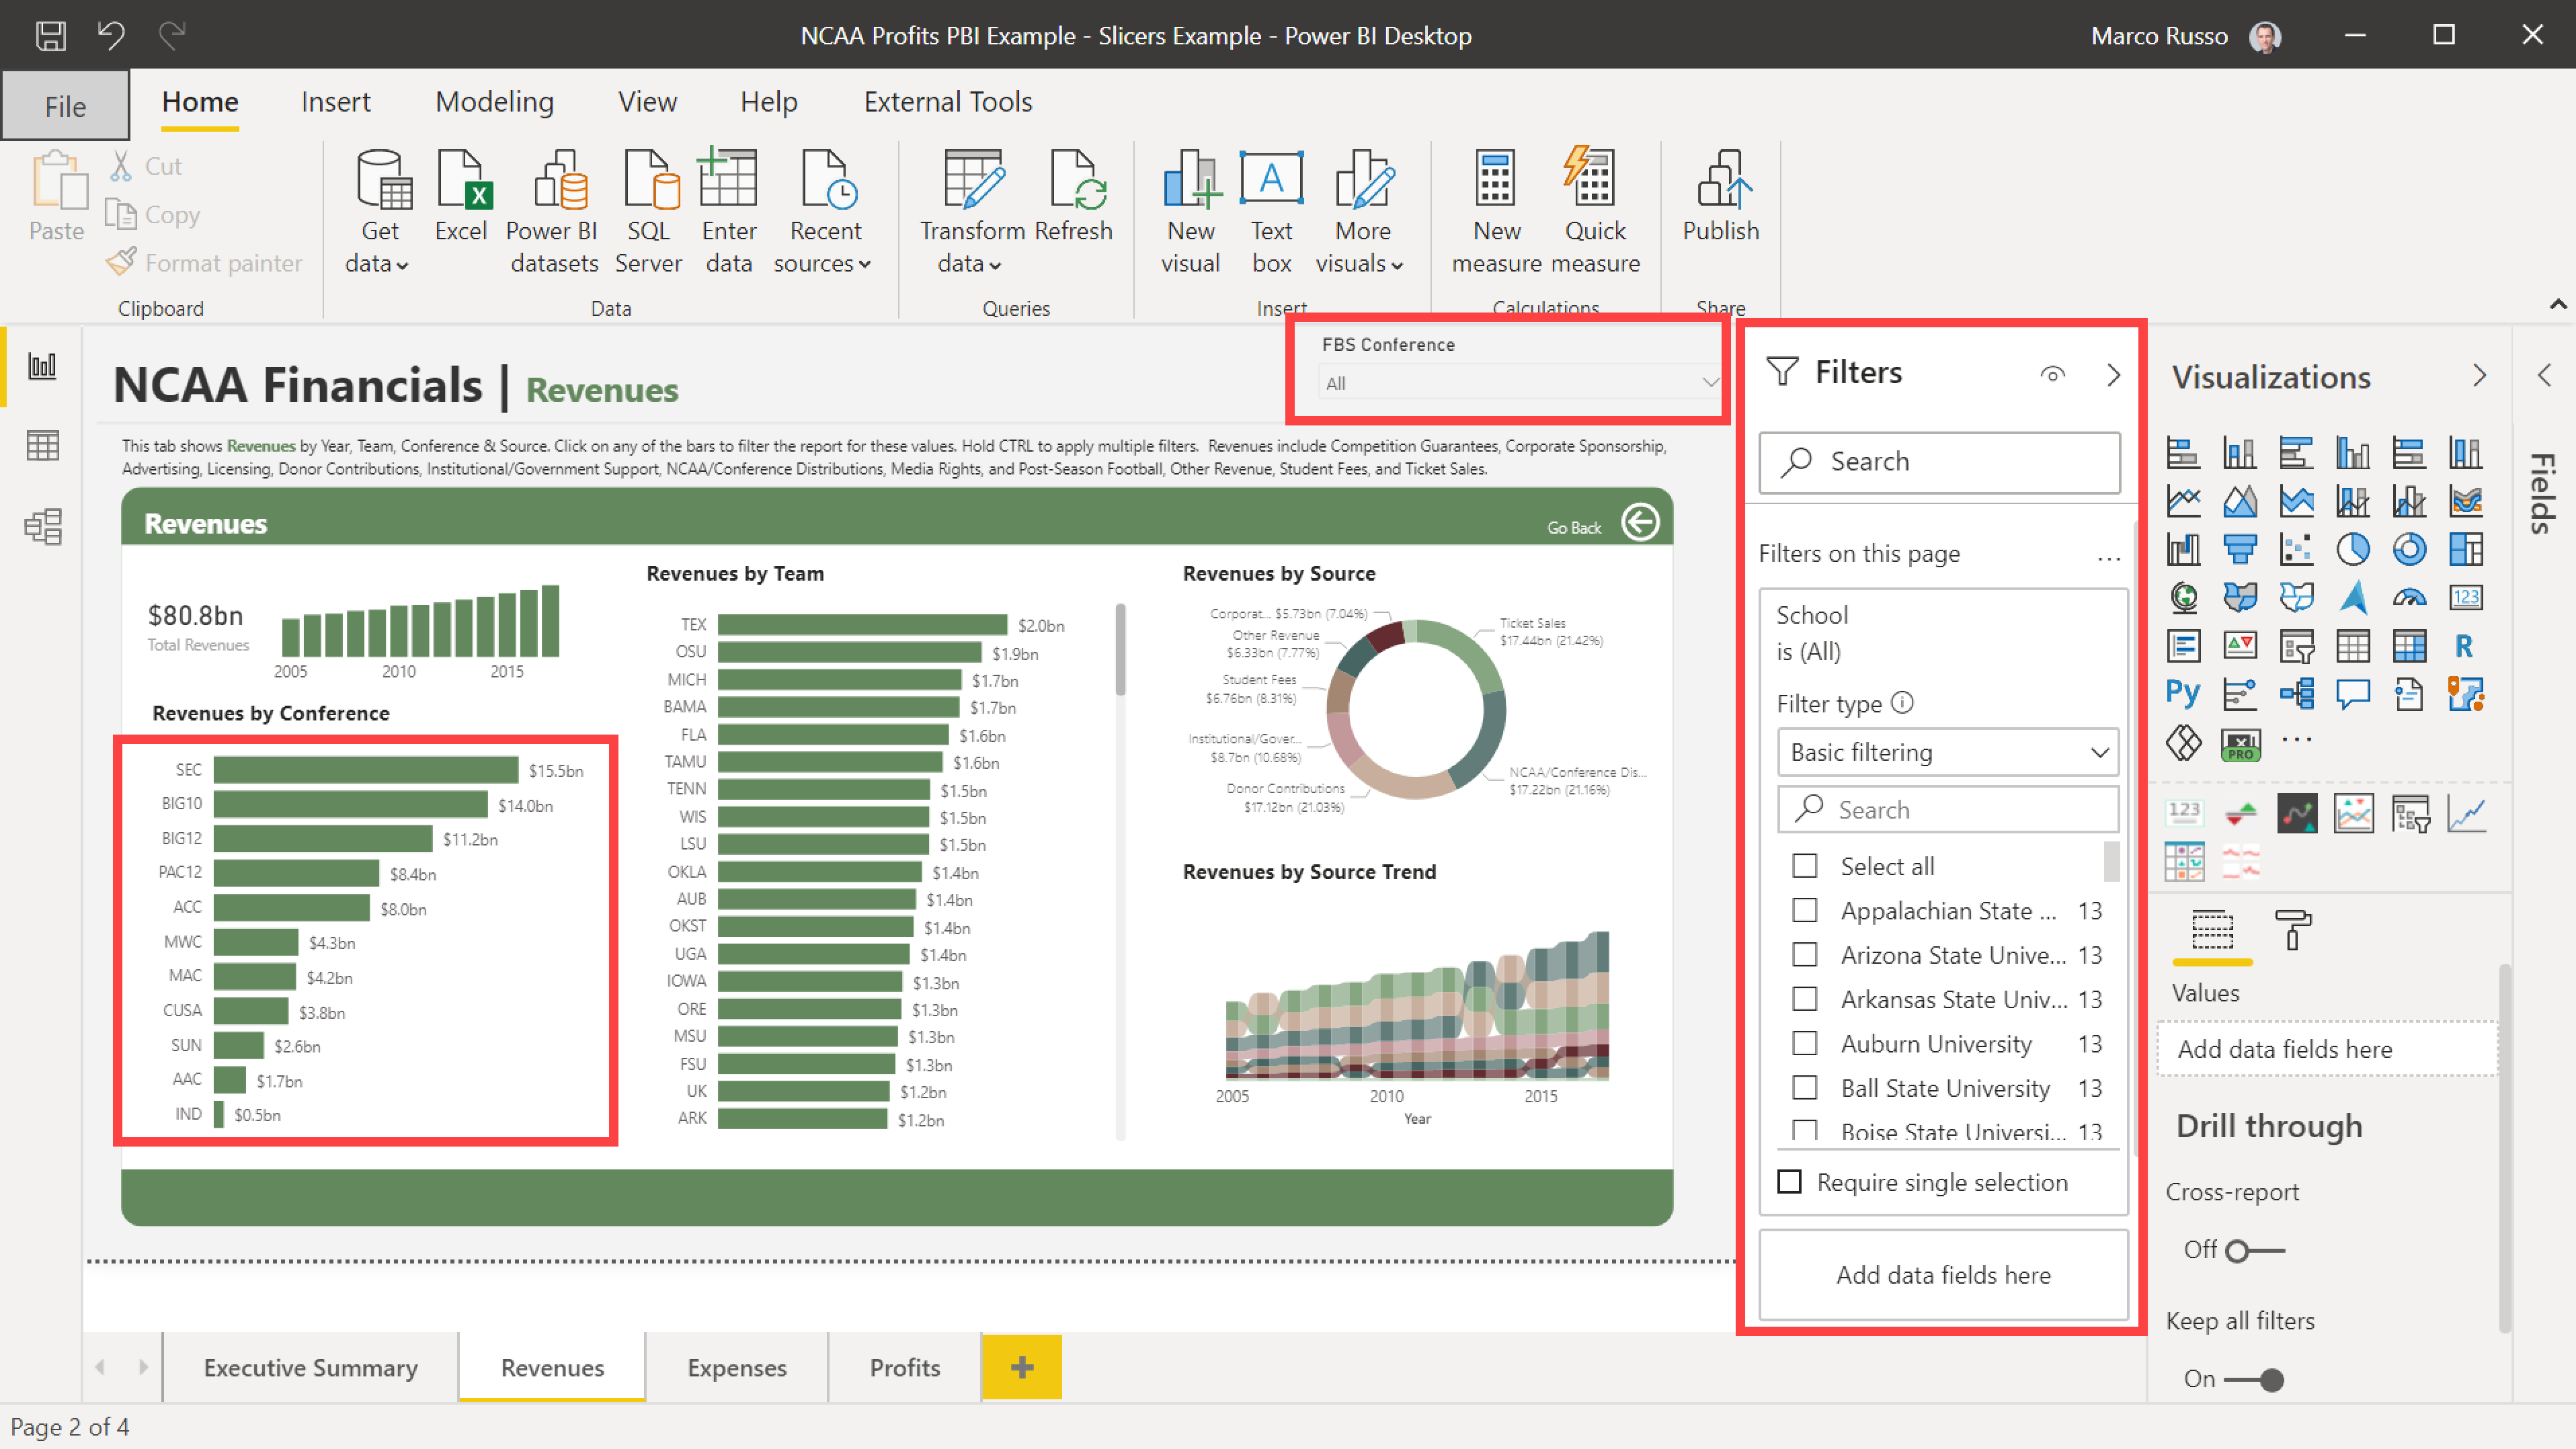 NCAA Profits PBI Example - Slicers Example - Power BI Desktop
Marco Russo
File
Home
Insert
Modeling
View
Help
External Tools
Paste
Cut
Copy
Format painter
Clipboard
Get data
Excel
Power BI datasets
SQL Server
Enter data
Recent sources
Data
Transform data
Refresh
Queries
New visual
Text box
More visuals
Insert
New measure
Quick measure
Calculations
Publish
Share
NCAA Financials | Revenues
FBS Conference
All
This tab shows Revenues by Year, Team, Conference & Source. Click on any of the bars to filter the report for these values. Hold CTRL to apply multiple filters. Revenues include Competition Guarantees, Corporate Sponsorship,
Advertising, Licensing, Donor Contributions, Institutional/Government Support, NCAA/Conference Distributions, Media Rights, and Post-Season Football, Other Revenue, Student Fees, and Ticket Sales.
Revenues
Go Back
$80.8bn
Total Revenues
2005
2010
2015
Revenues by Conference
SEC $15.5bn
BIG10 $14.0bn
BIG12 $11.2bn
PAC12 $8.4bn
ACC $8.0bn
MWC $4.3bn
MAC $4.2bn
CUSA $3.8bn
SUN $2.6bn
AAC $1.7bn
IND $0.5bn
Revenues by Team
TEX $2.0bn
OSU $1.9bn
MICH $1.7bn
BAMA $1.7bn
FLA $1.6bn
TAMU $1.6bn
TENN $1.5bn
WIS $1.5bn
LSU $1.5bn
OKLA $1.4bn
AUB $1.4bn
OKST $1.4bn
UGA $1.4bn
IOWA $1.3bn
ORE $1.3bn
MSU $1.3bn
FSU $1.3bn
UK $1.2bn
ARK $1.2bn
Revenues by Source
Corporat... $5.73bn (7.04%)
Other Revenue
$6.33bn (7.77%)
Student Fees
$6.76bn (8.31%)
Institutional/Gover...
$8.7bn (10.68%)
Donor Contributions
$17.12bn (21.03%)
Ticket Sales
$17.44bn (21.42%)
NCAA/Conference Dis...
$17.22bn (21.16%)
Revenues by Source Trend
2005
2010
2015
Year
Filters
Search
Filters on this page
...
School
is (All)
Filter type
Basic filtering
Search
Select all
Appalachian State ... 13
Arizona State Unive... 13
Arkansas State Univ... 13
Auburn University 13
Ball State University 13
Boise State Universi... 13
Require single selection
Add data fields here
Visualizations
123
R
Py
PRO
...
123
Values
Add data fields here
Drill through
Cross-report
Off
Keep all filters
On
Fields
Executive Summary
Revenues
Expenses
Profits
+
Page 2 of 4